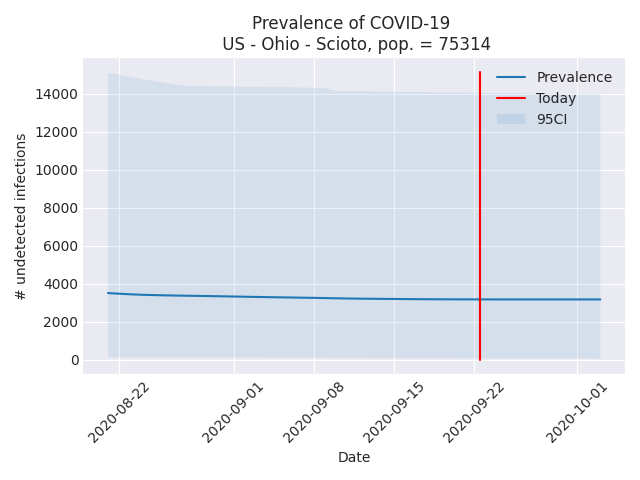 Prevalence of COVID-19
US - Ohio - Scioto, pop. = 75314
Prevalence
Today
95CI
# undetected infections
14000
12000
10000
8000
6000
4000
2000
0
2020-08-22
2020-09-01
2020-09-08
2020-09-15
2020-09-22
2020-10-01
Date